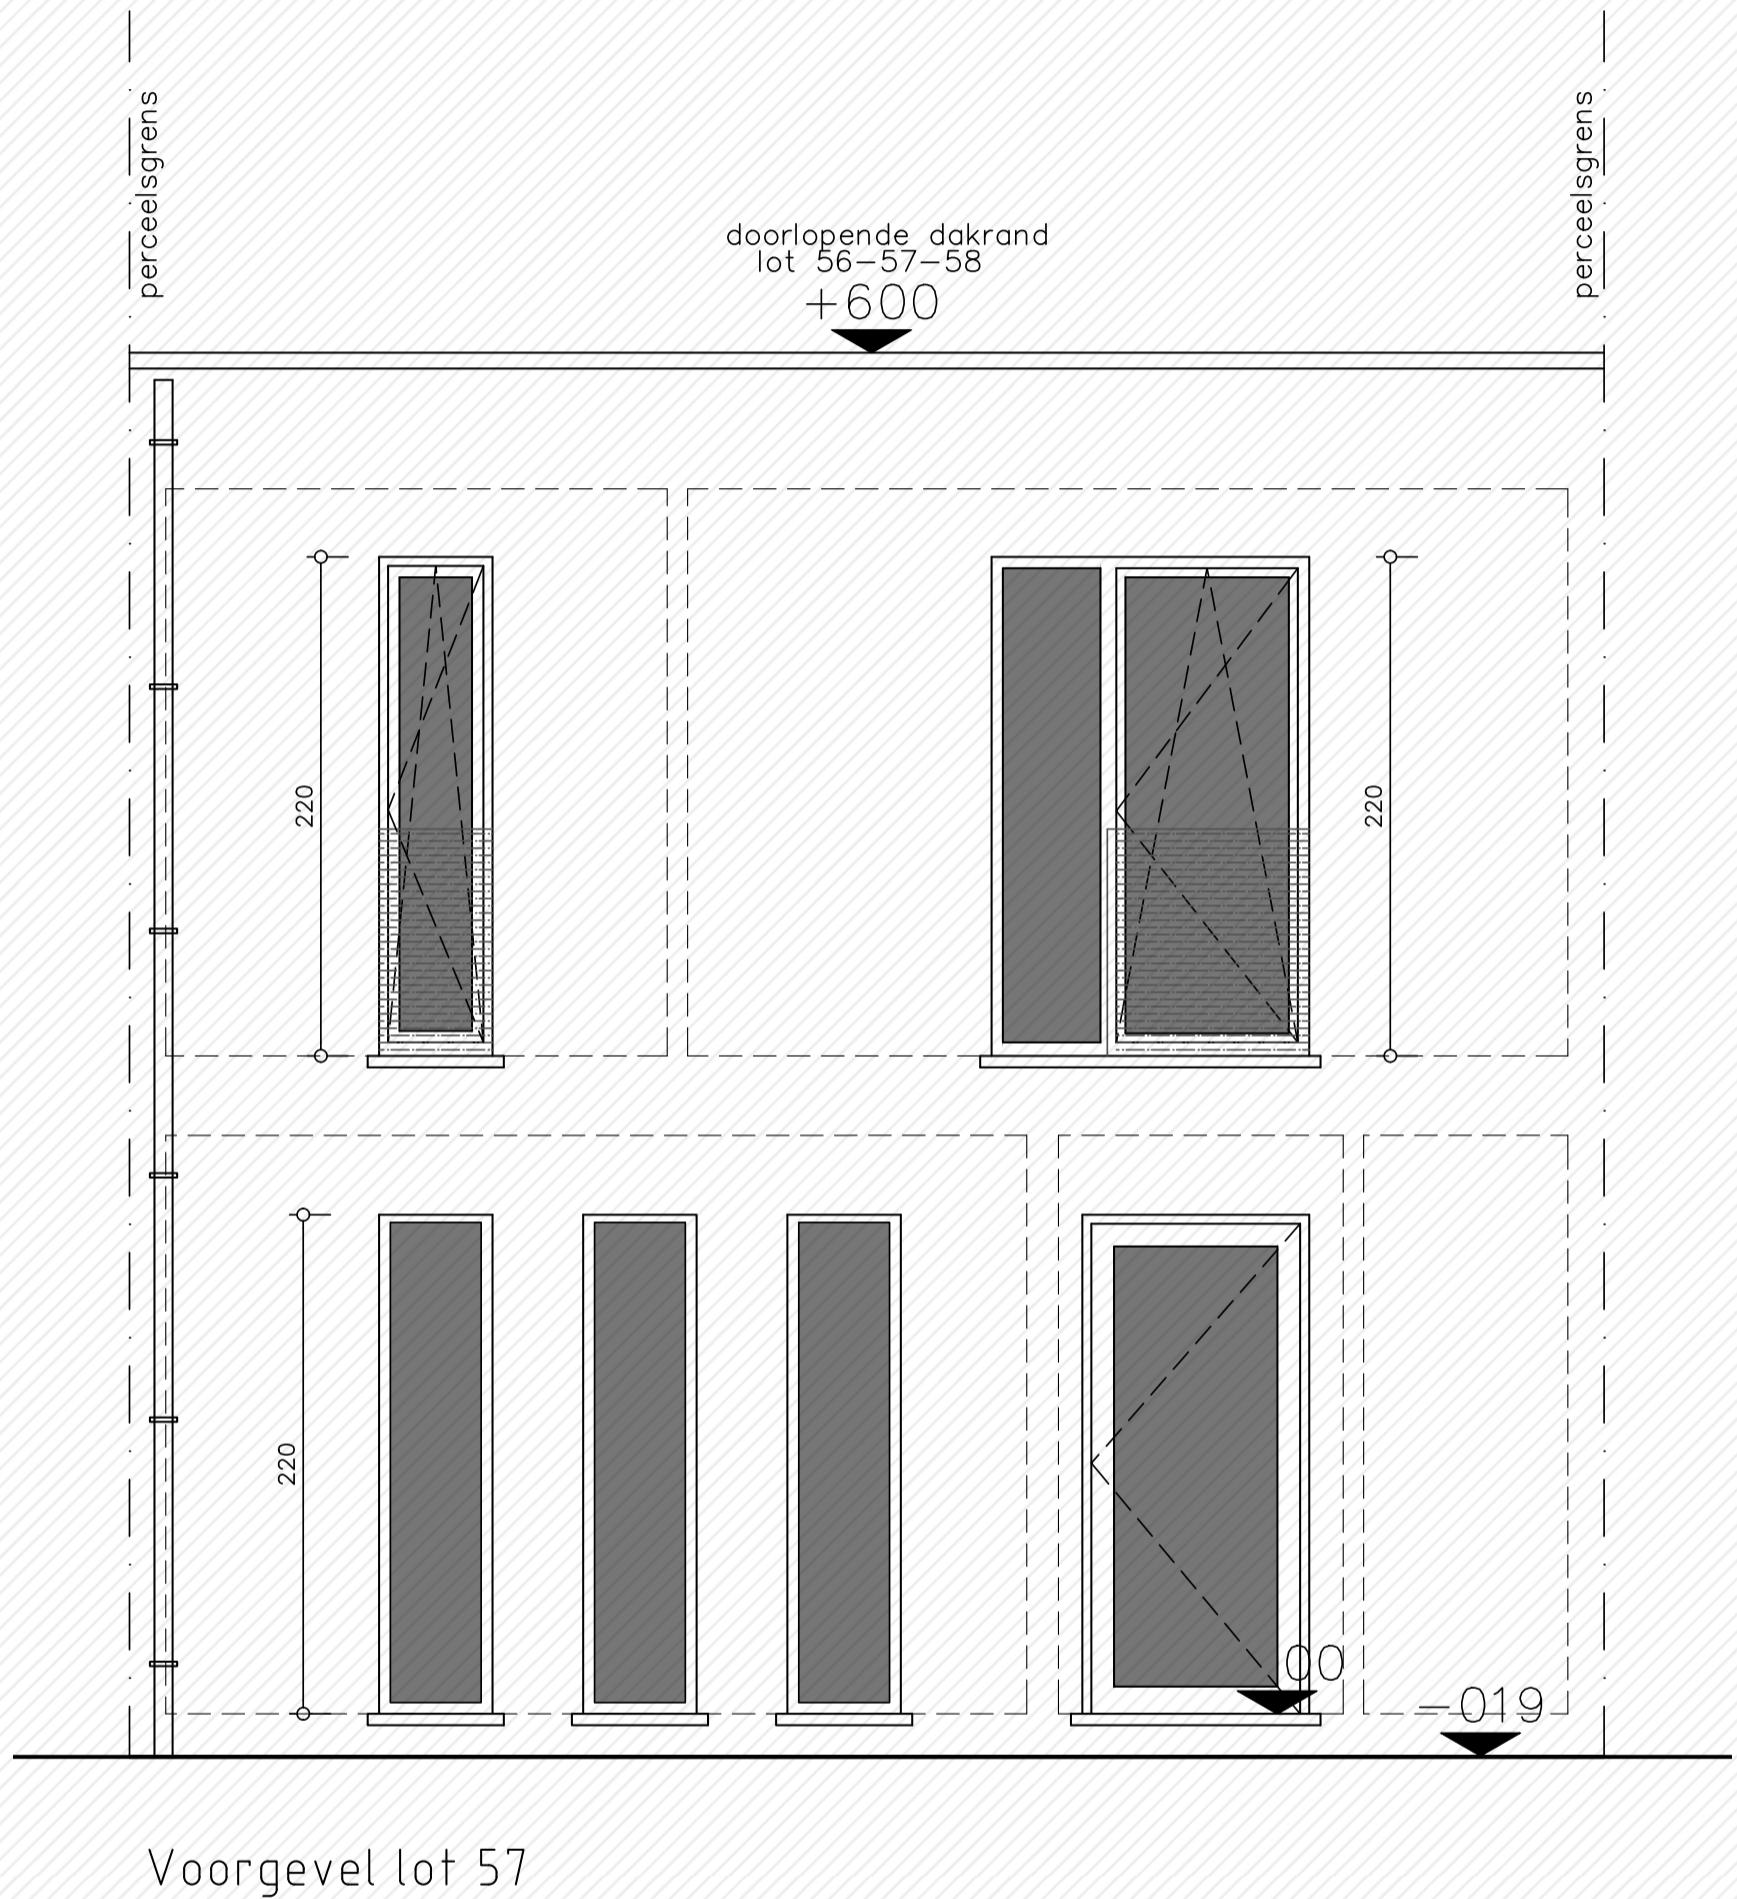 perceelsgrens
perceelsgrens
doorlopende dakrand
lot 56-57-58
+600
220
220
220
00
-019
Voorgevel lot 57